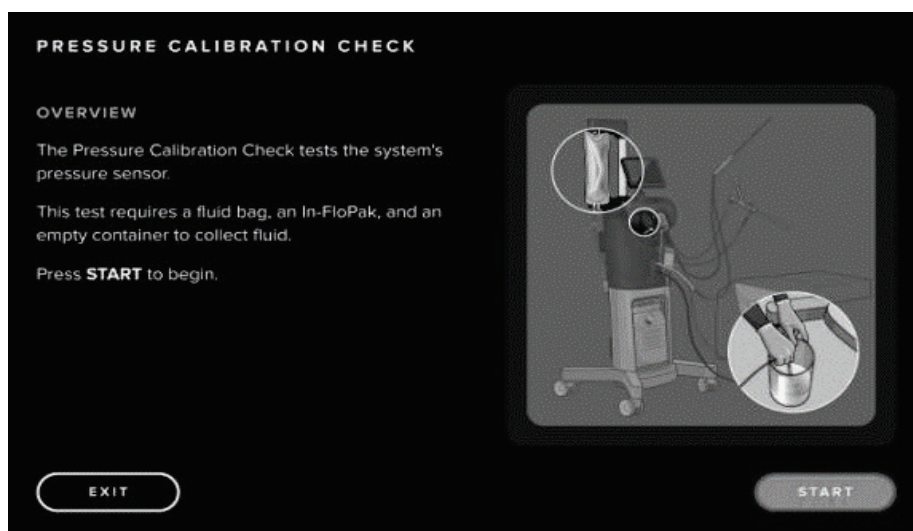 PRESSURE CALIBRATION CHECK
OVERVIEW
The Pressure Calibration Check tests the system's
pressure sensor.
This test requires a fluid bag, an In-FloPak, and an
empty container to collect fluid.
Press START to begin.
EXIT
START